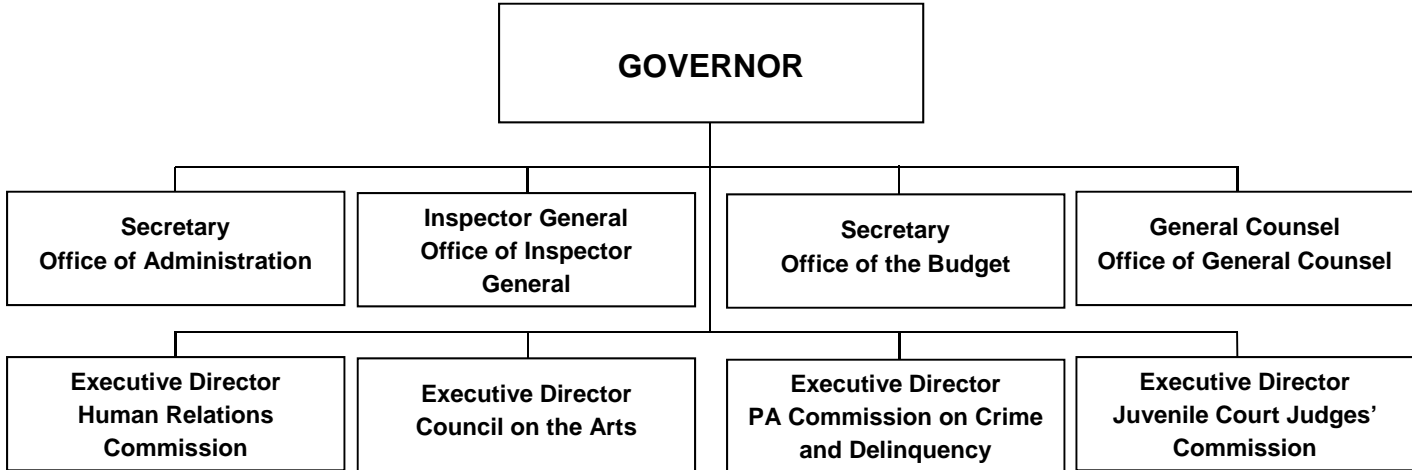 GOVERNOR
Secretary
Office of Administration
Inspector General
Office of Inspector
General
Secretary
Office of the Budget
General Counsel
Office of General Counsel
Executive Director
Human Relations
Commission
Executive Director
Council on the Arts
Executive Director
PA Commission on Crime
and Delinquency
Executive Director
Juvenile Court Judges’
Commission